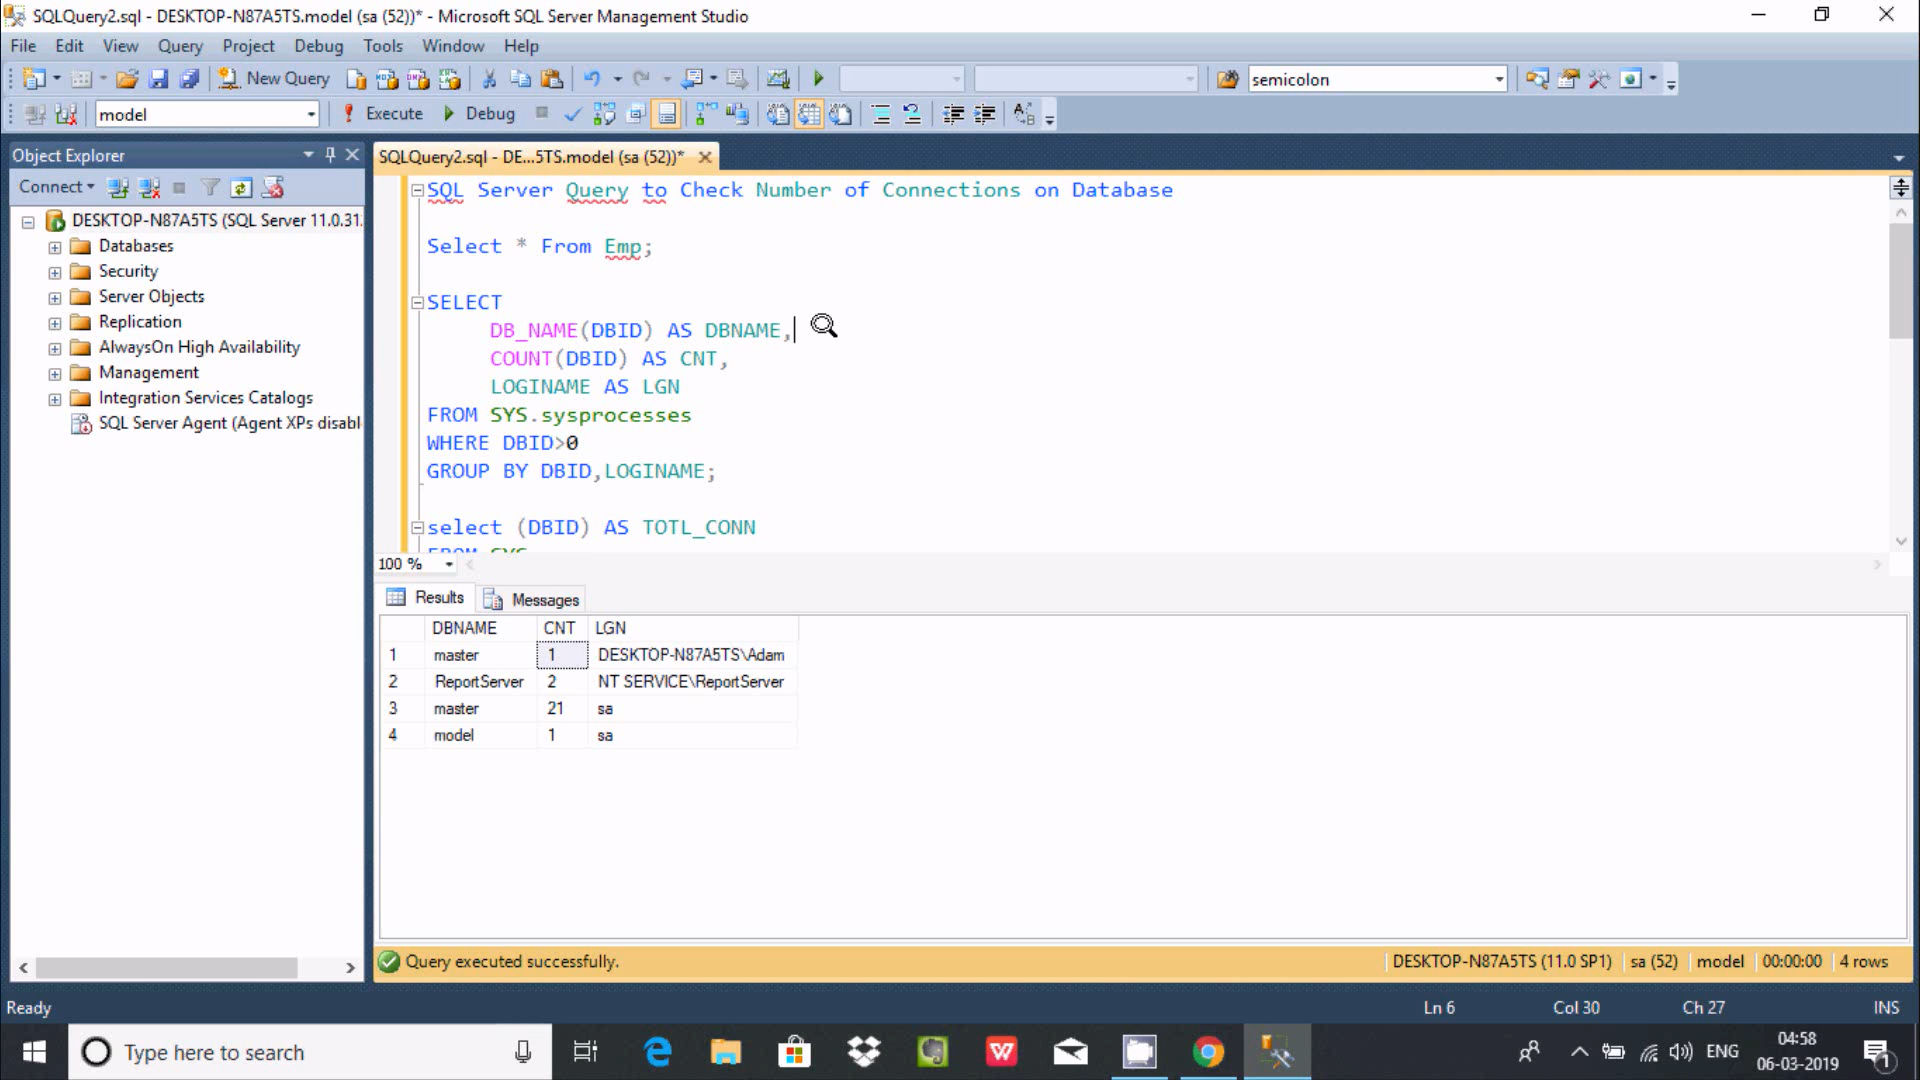 SQLQuery2.sql - DESKTOP-N87A5TS.model (sa (52))* - Microsoft SQL Server Management Studio
File Edit View Query Project Debug Tools Window Help
New Query semicolon
model Execute Debug
Object Explorer
Connect
DESKTOP-N87A5TS (SQL Server 11.0.31
Databases
Security
Server Objects
Replication
AlwaysOn High Availability
Management
Integration Services Catalogs
SQL Server Agent (Agent XPs disabl
SQLQuery2.sql - DE...5TS.model (sa (52))*
SQL Server Query to Check Number of Connections on Database
Select * From Emp;
SELECT
DB_NAME(DBID) AS DBNAME,
COUNT(DBID) AS CNT,
LOGINAME AS LGN
FROM SYS.sysprocesses
WHERE DBID>0
GROUP BY DBID,LOGINAME;
select (DBID) AS TOTL_CONN
100 %
Results Messages
DBNAME CNT LGN
1 master 1 DESKTOP-N87A5TS\Adam
2 ReportServer 2 NT SERVICE\ReportServer
3 master 21 sa
4 model 1 sa
Query executed successfully. DESKTOP-N87A5TS (11.0 SP1) sa (52) model 00:00:00 4 rows
Ready Ln 6 Col 30 Ch 27 INS
Type here to search ENG 04:58
06-03-2019
1